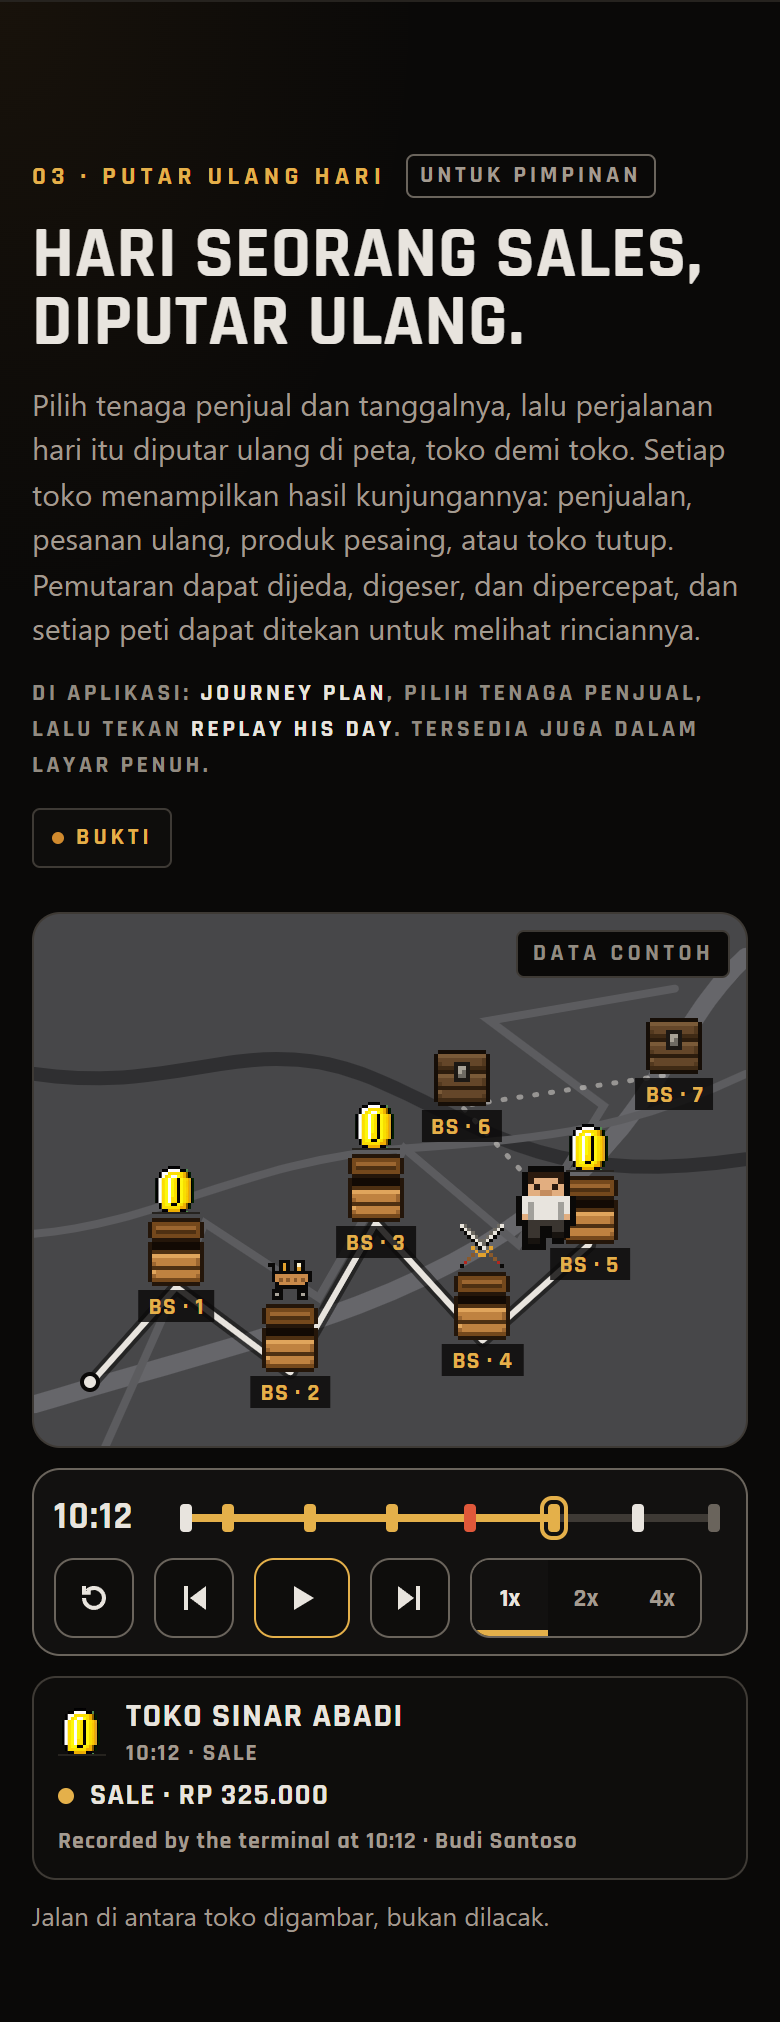 03 · PUTAR ULANG HARI
UNTUK PIMPINAN
HARI SEORANG SALES,
DIPUTAR ULANG.
Pilih tenaga penjual dan tanggalnya, lalu perjalanan
hari itu diputar ulang di peta, toko demi toko. Setiap
toko menampilkan hasil kunjungannya: penjualan,
pesanan ulang, produk pesaing, atau toko tutup.
Pemutaran dapat dijeda, digeser, dan dipercepat, dan
setiap peti dapat ditekan untuk melihat rinciannya.
DI APLIKASI: JOURNEY PLAN, PILIH TENAGA PENJUAL,
LALU TEKAN REPLAY HIS DAY. TERSEDIA JUGA DALAM
LAYAR PENUH.
BUKTI
DATA CONTOH
BS · 7
BS · 6
BS · 3
BS · 5
BS · 1
BS · 4
BS · 2
10:12
1x
2x
4x
TOKO SINAR ABADI
10:12 · SALE
SALE · RP 325.000
Recorded by the terminal at 10:12 · Budi Santoso
Jalan di antara toko digambar, bukan dilacak.